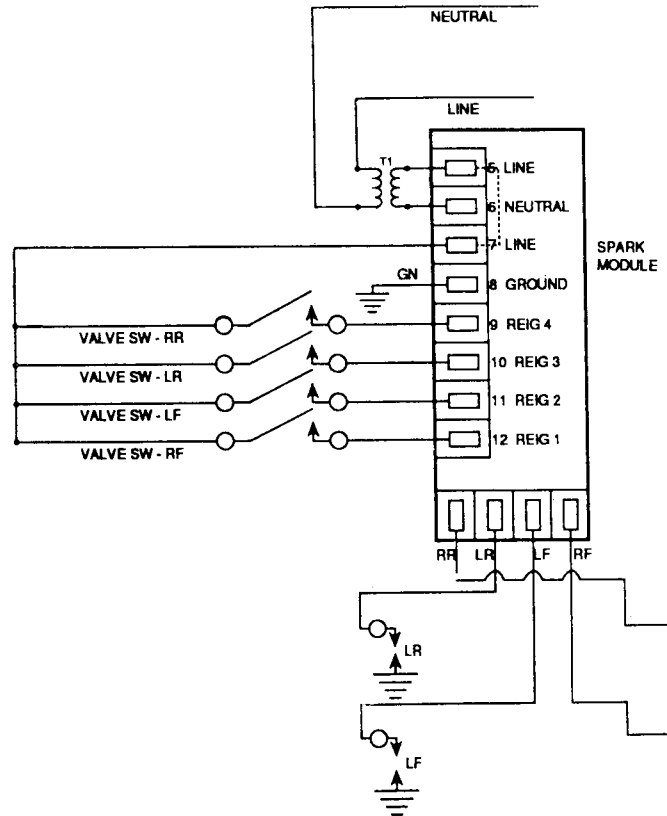 NEUTRAL
LINE
T1
5 LINE
6 NEUTRAL
7 LINE
SPARK
MODULE
GN
8 GROUND
9 REIG 4
VALVE SW - RR
10 REIG 3
VALVE SW - LR
11 REIG 2
VALVE SW - LF
12 REIG 1
VALVE SW - RF
RR LR LF RF
LR
LF